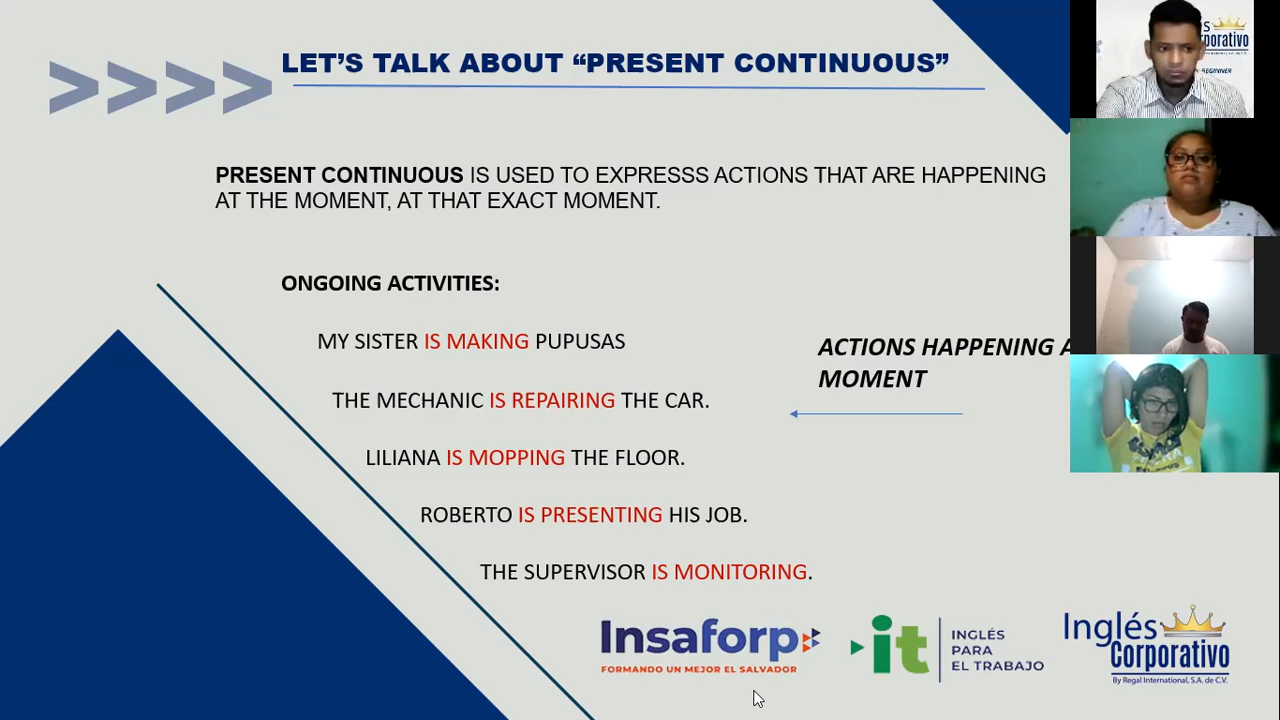 LET'S TALK ABOUT “PRESENT CONTINUOUS”
PRESENT CONTINUOUS IS USED TO EXPRESSS ACTIONS THAT ARE HAPPENING
AT THE MOMENT, AT THAT EXACT MOMENT.
ONGOING ACTIVITIES:
MY SISTER IS MAKING PUPUSAS
THE MECHANIC IS REPAIRING THE CAR.
LILIANA IS MOPPING THE FLOOR.
ROBERTO IS PRESENTING HIS JOB.
THE SUPERVISOR IS MONITORING.
ACTIONS HAPPENING A
MOMENT
Insaforp
FORMANDO UN MEJOR EL SALVADOR
it
INGLÉS
PARA
EL TRABAJO
Inglés
Corporativo
By Regal International, S.A. de C.V.